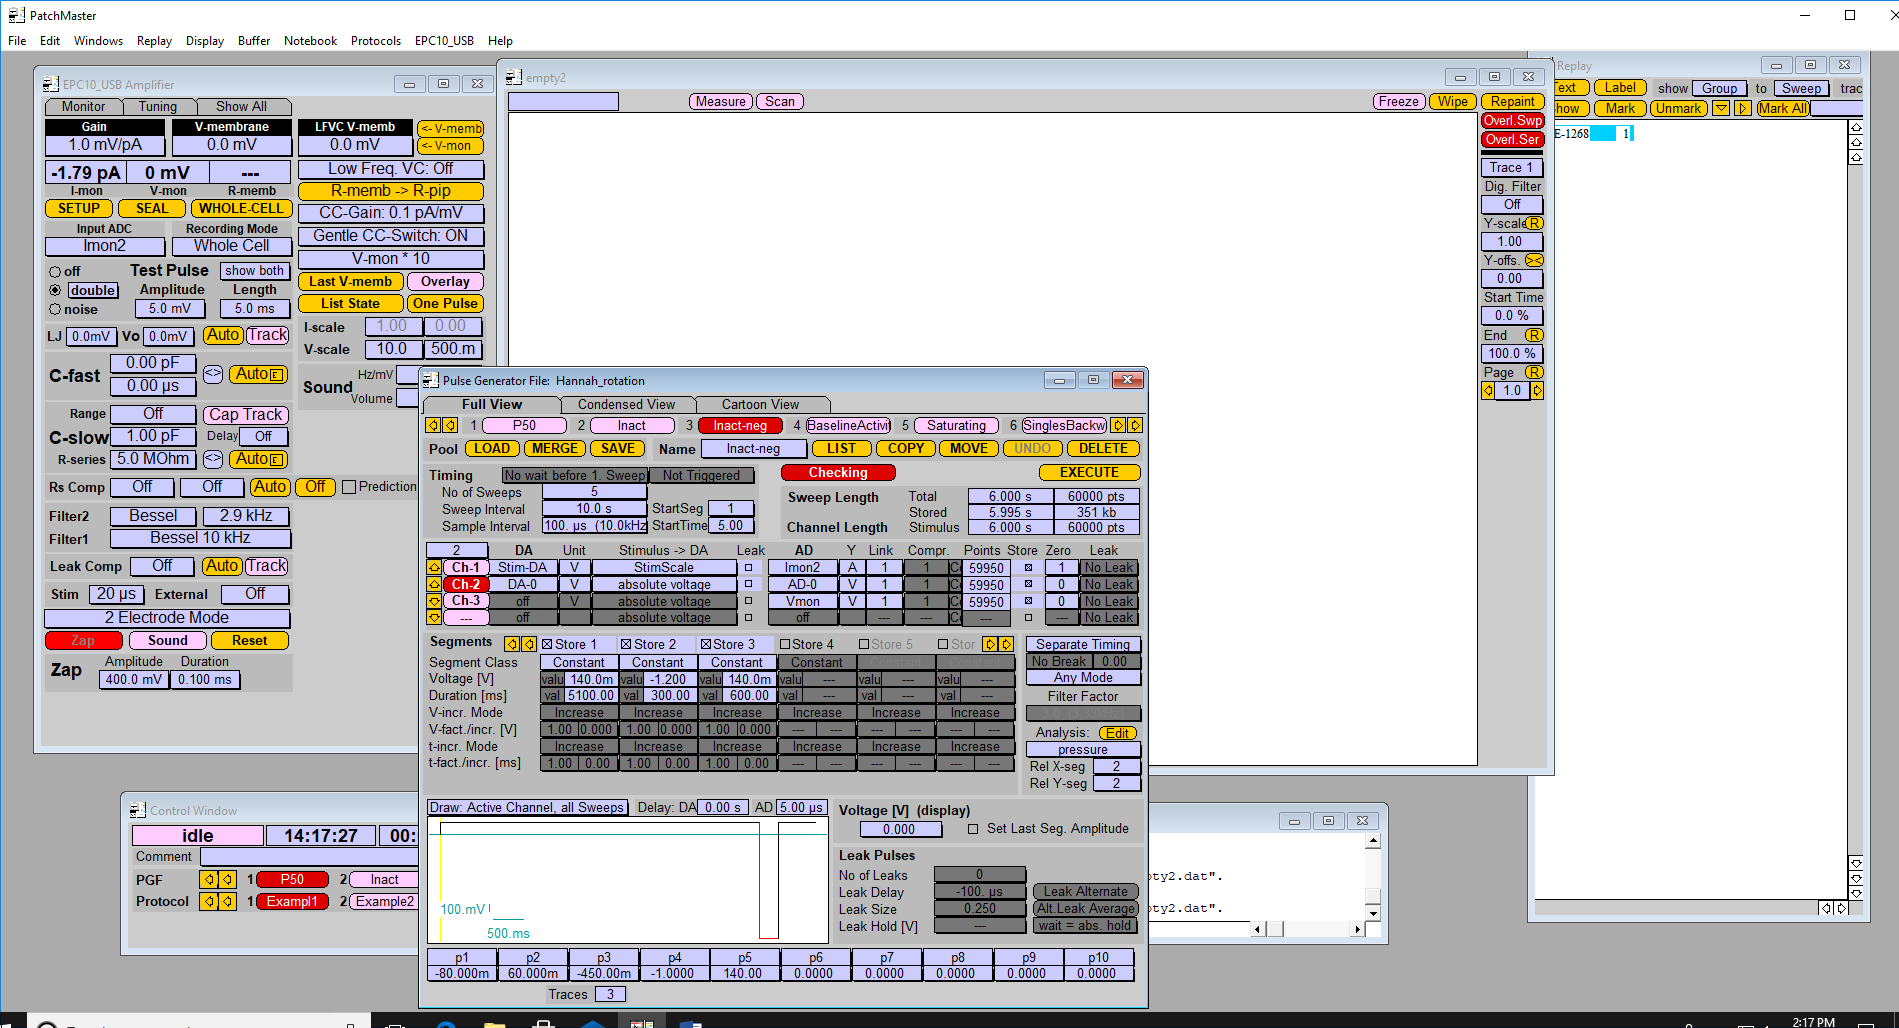 PatchMaster
File Edit Windows Replay Display Buffer Notebook Protocols EPC10_USB Help
EPC10_USB Amplifier
Monitor Tuning Show All
Gain V-membrane LFVC V-memb <- V-memb
1.0 mV/pA 0.0 mV 0.0 mV <- V-mon
Low Freq. VC: Off
-1.79 pA 0 mV ---
I-mon V-mon R-memb R-memb -> R-pip
SETUP SEAL WHOLE-CELL CC-Gain: 0.1 pA/mV
Input ADC Recording Mode Gentle CC-Switch: ON
Imon2 Whole Cell V-mon * 10
off Test Pulse show both Last V-memb Overlay
double Amplitude Length List State One Pulse
noise 5.0 mV 5.0 ms
I-scale 1.00 0.00
LJ 0.0mV Vo 0.0mV Auto Track V-scale 10.0 500.m
C-fast 0.00 pF <> Auto
0.00 µs
Sound Hz/mV
Volume
Range Off Cap Track
C-slow 1.00 pF Delay Off
R-series 5.0 MOhm <> Auto
Rs Comp Off Off Auto Off Prediction
Filter2 Bessel 2.9 kHz
Filter1 Bessel 10 kHz
Leak Comp Off Auto Track
Stim 20 µs External Off
2 Electrode Mode
Zap Sound Reset
Zap Amplitude Duration
400.0 mV 0.100 ms
empty2
Measure Scan Freeze Wipe Repaint
Overl.Swp
Overl.Ser
Trace 1
Dig. Filter
Off
Y-scale R
1.00
Y-offs. ><
0.00
Start Time
0.0 %
End R
100.0 %
Page R
1.0
Replay
ext Label show Group to Sweep trac
how Mark Unmark Mark All
E-1268 1
Pulse Generator File: Hannah_rotation
Full View Condensed View Cartoon View
1 P50 2 Inact 3 Inact-neg 4 BaselineActivi 5 Saturating 6 SinglesBackw
Pool LOAD MERGE SAVE Name Inact-neg LIST COPY MOVE UNDO DELETE
Timing No wait before 1. Sweep Not Triggered Checking EXECUTE
No of Sweeps 5
Sweep Interval 10.0 s StartSeg 1
Sample Interval 100. µs (10.0kHz StartTime 5.00
Sweep Length Total 6.000 s 60000 pts
Stored 5.995 s 351 kb
Channel Length Stimulus 6.000 s 60000 pts
2 DA Unit Stimulus -> DA Leak AD Y Link Compr. Points Store Zero Leak
Ch-1 Stim-DA V StimScale Imon2 A 1 1 C 59950 1 No Leak
Ch-2 DA-0 V absolute voltage AD-0 V 1 1 C 59950 0 No Leak
Ch-3 off V absolute voltage Vmon V 1 1 C 59950 0 No Leak
--- off absolute voltage off --- --- --- C --- --- No Leak
Segments Store 1 Store 2 Store 3 Store 4 Store 5 Stor Separate Timing
Segment Class Constant Constant Constant Constant Constant Constant No Break 0.00
Voltage [V] valu 140.0m valu -1.200 valu 140.0m valu --- valu --- valu --- Any Mode
Duration [ms] val 5100.00 val 300.00 val 600.00 val --- val --- val --- Filter Factor
V-incr. Mode Increase Increase Increase Increase Increase Increase
V-fact./incr. [V] 1.00 0.000 1.00 0.000 1.00 0.000 --- --- --- --- --- --- Analysis: Edit
t-incr. Mode Increase Increase Increase Increase Increase Increase pressure
t-fact./incr. [ms] 1.00 0.00 1.00 0.00 1.00 0.00 --- --- --- --- --- --- Rel X-seg 2
Rel Y-seg 2
Draw: Active Channel, all Sweeps Delay: DA 0.00 s AD 5.00 µs
100.mV
500.ms
Voltage [V] (display)
0.000 Set Last Seg. Amplitude
Leak Pulses
No of Leaks 0
Leak Delay -100. µs Leak Alternate
Leak Size 0.250 Alt.Leak Average
Leak Hold [V] --- wait = abs. hold
p1 p2 p3 p4 p5 p6 p7 p8 p9 p10
-80.000m 60.000m -450.00m -1.0000 140.00 0.0000 0.0000 0.0000 0.0000 0.0000
Traces 3
Control Window
idle 14:17:27 00:
Comment
PGF 1 P50 2 Inact
Protocol 1 Exampl1 2 Example2
pty2.dat".
pty2.dat".
2:17 PM